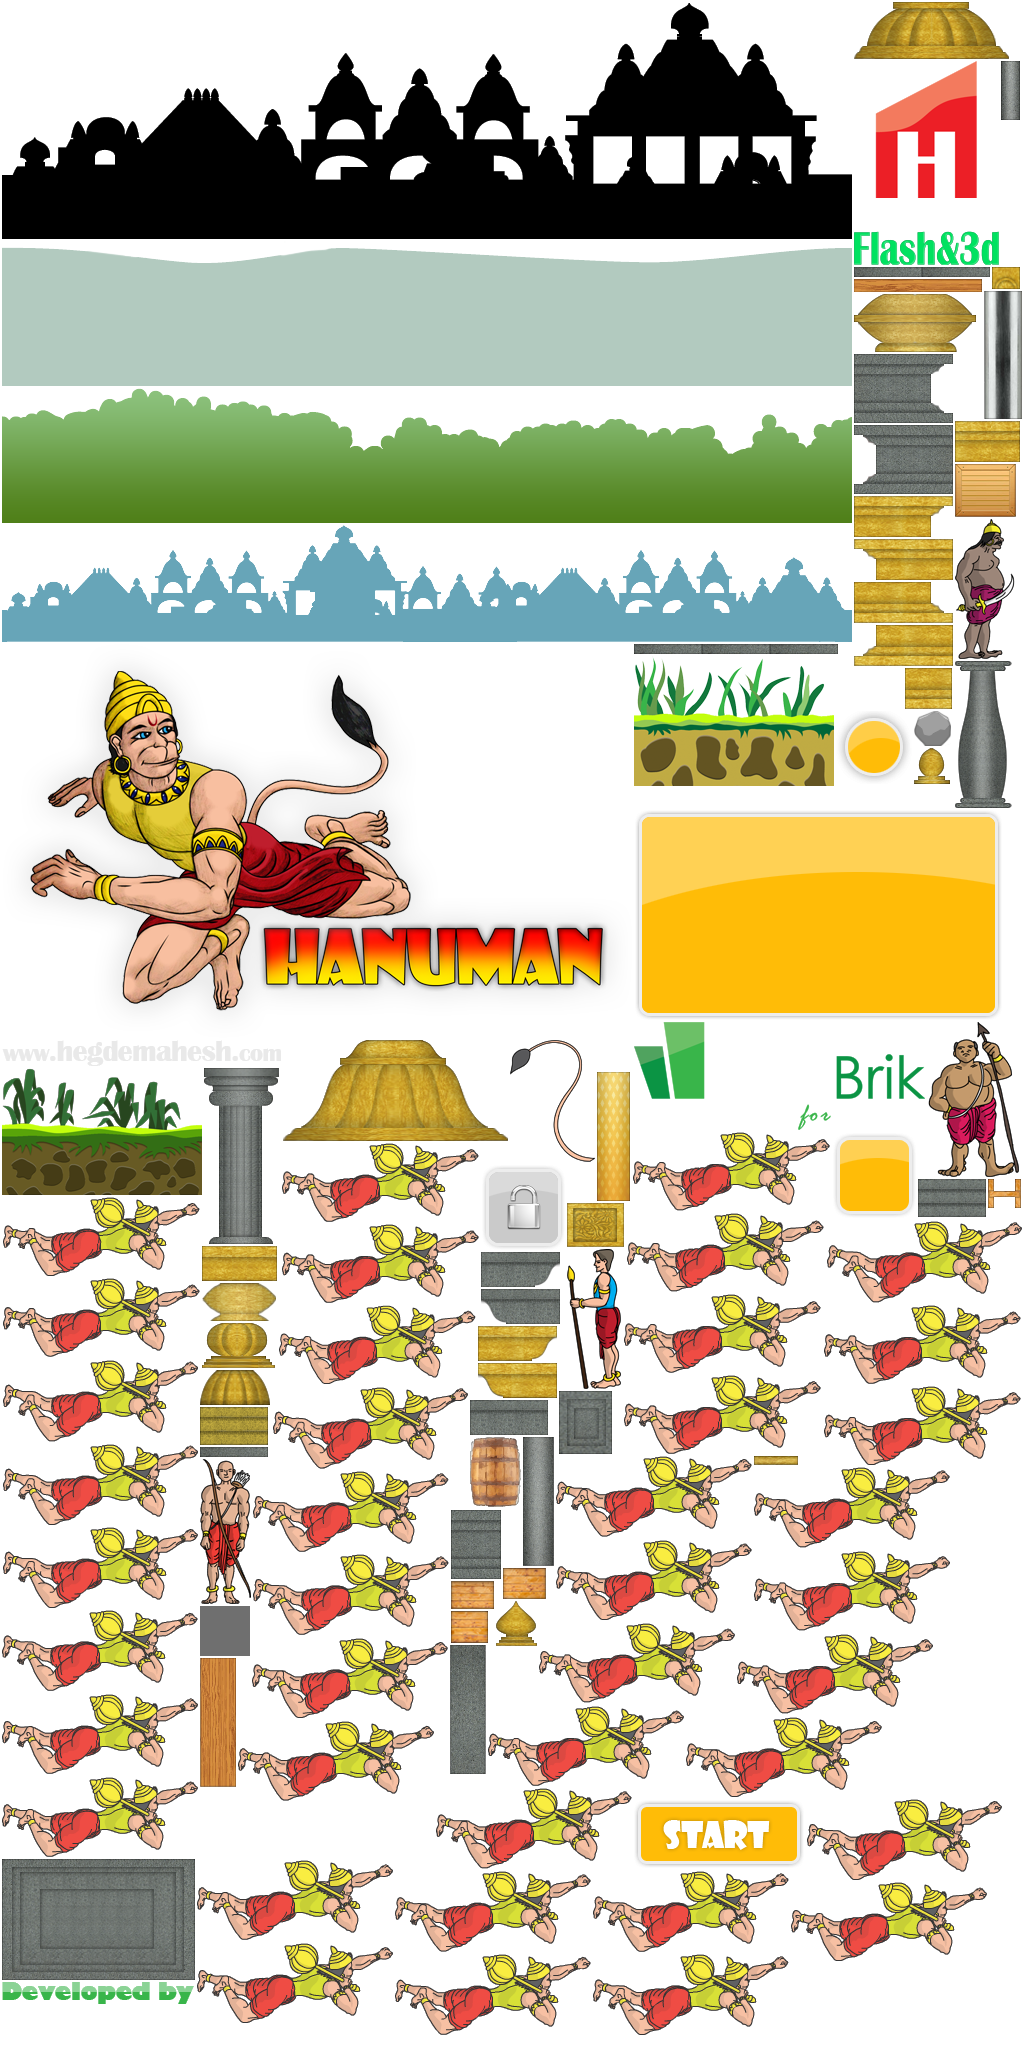 H
Flash&3d
HANUMAN
www.hegdemahesh.com
Brik
for
START
Developed by